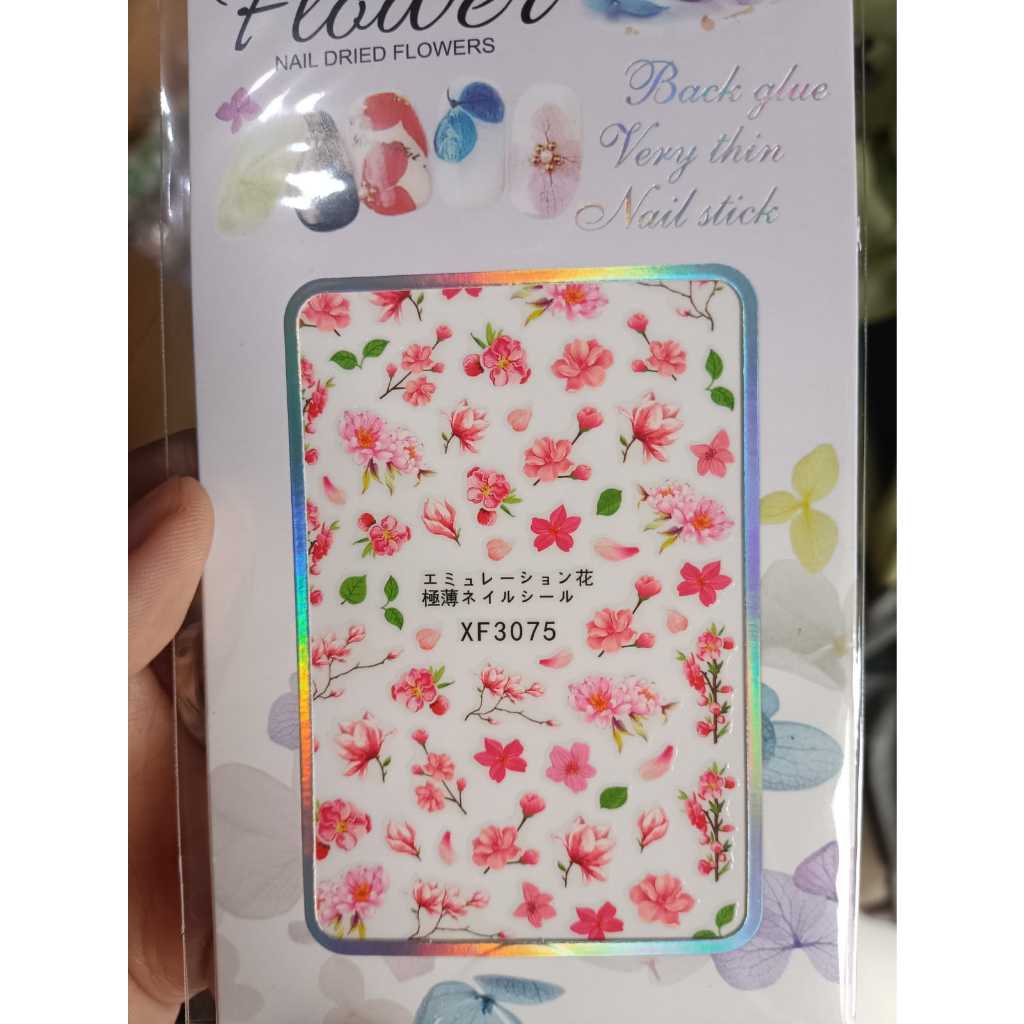 Flower
NAIL DRIED FLOWERS
Back glue
Very thin
Nail stick
エミュレーション花
極薄ネイルシール
XF3075